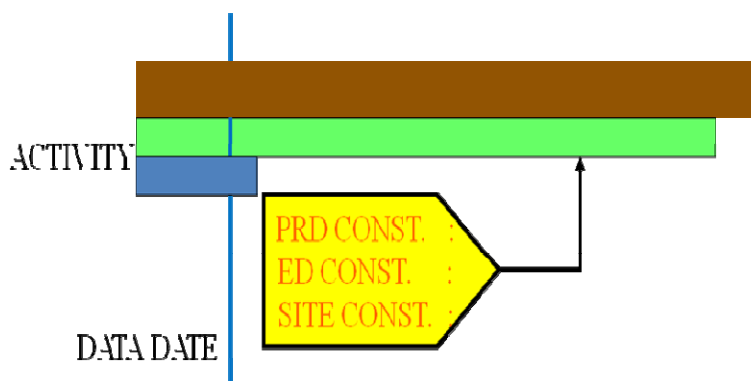 ACTIVITY
PRD CONST. :
ED CONST. :
SITE CONST. :
DATA DATE